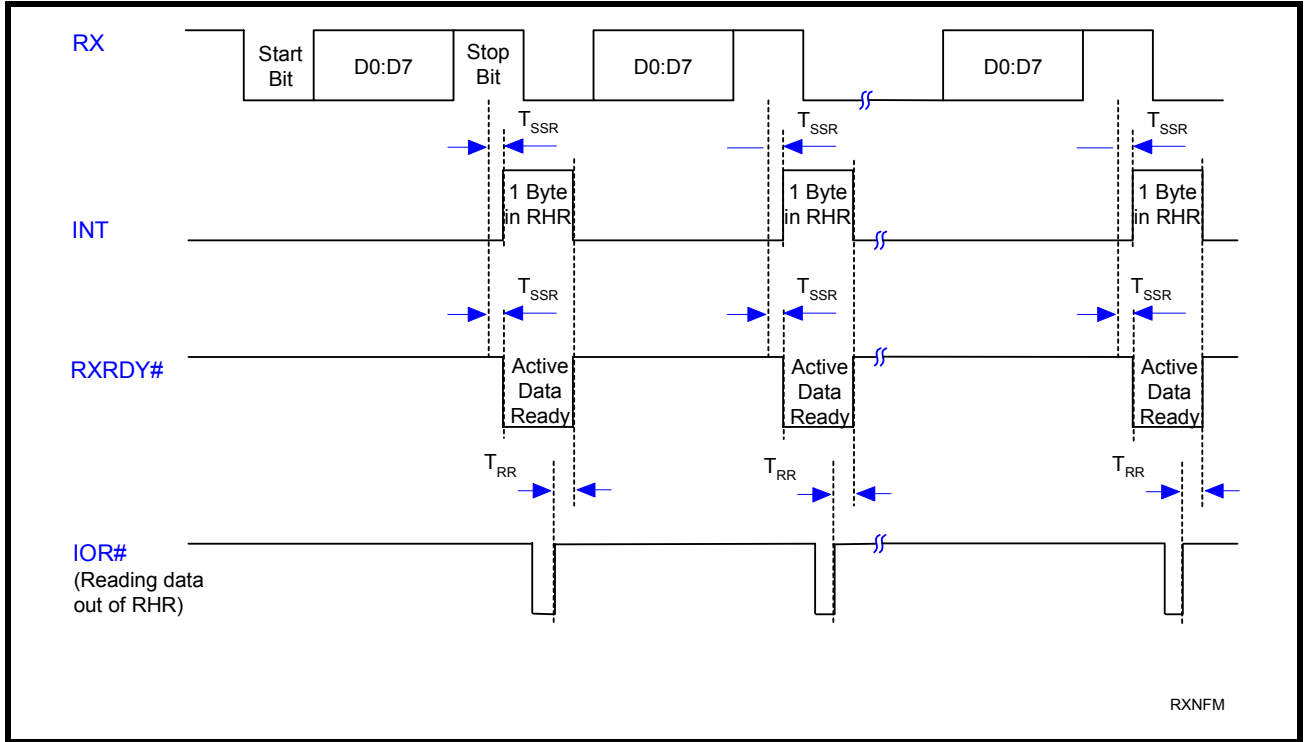 RX
Start
Bit
D0:D7
Stop
Bit
D0:D7
D0:D7
TSSR
TSSR
TSSR
INT
1 Byte
in RHR
1 Byte
in RHR
1 Byte
in RHR
TSSR
TSSR
TSSR
RXRDY#
Active
Data
Ready
Active
Data
Ready
Active
Data
Ready
TRR
TRR
TRR
IOR#
(Reading data
out of RHR)
RXNFM